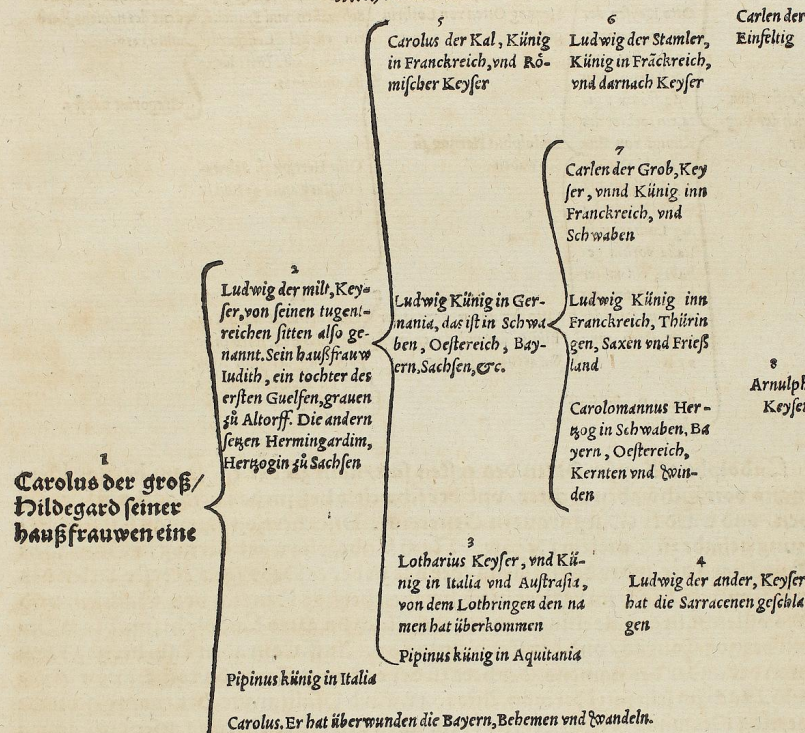 5
Carolus der Kal, Künig
in Franckreich, vnd Rö-
mischer Keyser
6
Ludwig der Stamler,
Künig in Frãckreich,
vnd darnach Keyser
Carlen der
Einfeltig
7
Carlen der Grob, Key
ser, vnnd Künig inn
Franckreich, vnd
Schwaben
2
Ludwig der milt, Key-
ser, von seinen tugent-
reichen sitten also ge-
nannt. Sein haußfrauw
Iudith, ein tochter des
ersten Guelfen, grauen
zů Altorff. Die andern
setzen Hermingardim,
Hertzogin zů Sachsen
Ludwig Künig in Ger-
mania, das ist in Schwa-
ben, Oestereich, Bay-
ern, Sachsen, &c.
Ludwig Künig inn
Franckreich, Thürin
gen, Saxen vnd Frieß
land
8
Arnulph
Keyser
Carolomannus Her-
tzog in Schwaben, Ba
yern, Oestereich,
Kernten vnd Win-
den
1
Carolus der groß/
Hildegard seiner
haußfrauwen eine
3
Lotharius Keyser, vnd Kü-
nig in Italia vnd Austrasia,
von dem Lothringen den na
men hat überkommen
4
Ludwig der ander, Keyser
hat die Sarracenen geschla
gen
Pipinus künig in Aquitania
Pipinus künig in Italia
Carolus. Er hat überwunden die Bayern, Behemen vnd Wandeln.